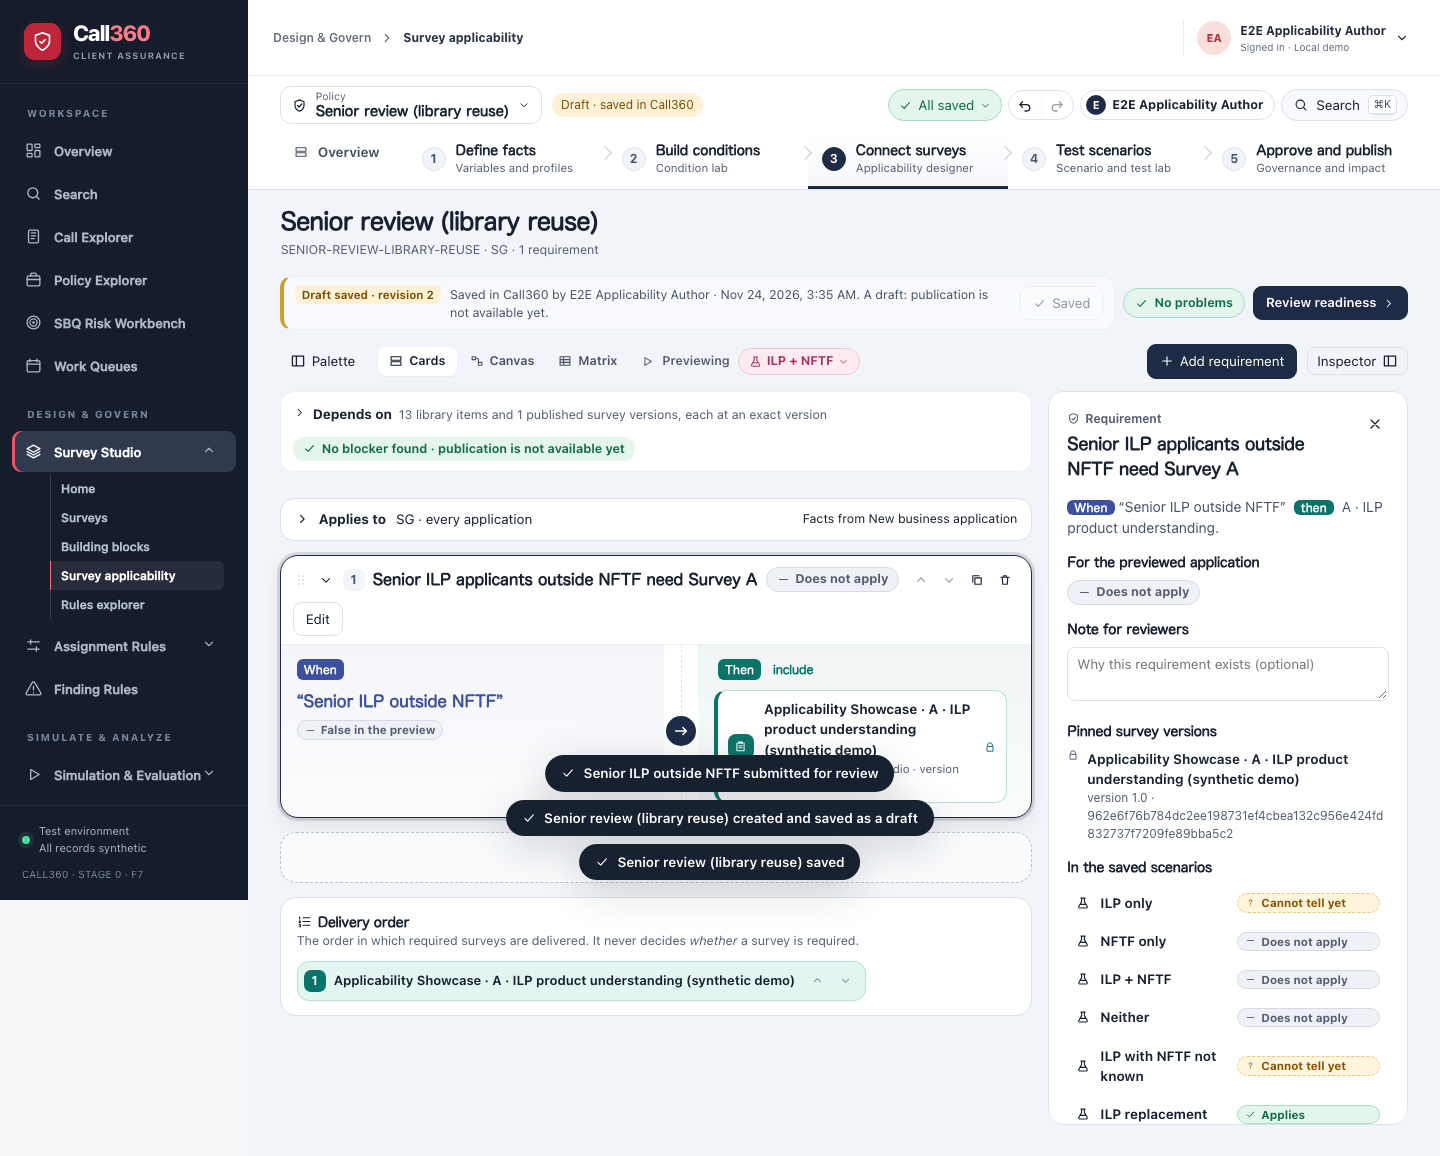 Call360
CLIENT ASSURANCE
WORKSPACE
Overview
Search
Call Explorer
Policy Explorer
SBQ Risk Workbench
Work Queues
DESIGN & GOVERN
Survey Studio
Home
Surveys
Building blocks
Survey applicability
Rules explorer
Assignment Rules
Finding Rules
SIMULATE & ANALYZE
Simulation & Evaluation
Test environment
All records synthetic
CALL360 · STAGE 0 · F7
Design & Govern > Survey applicability
EA
E2E Applicability Author
Signed in · Local demo
Policy
Senior review (library reuse)
Draft · saved in Call360
All saved
E E2E Applicability Author
Search ⌘K
Overview
1 Define facts
Variables and profiles
2 Build conditions
Condition lab
3 Connect surveys
Applicability designer
4 Test scenarios
Scenario and test lab
5 Approve and publish
Governance and impact
Senior review (library reuse)
SENIOR-REVIEW-LIBRARY-REUSE · SG · 1 requirement
Draft saved · revision 2
Saved in Call360 by E2E Applicability Author · Nov 24, 2026, 3:35 AM. A draft: publication is
not available yet.
Saved
No problems
Review readiness
Palette
Cards
Canvas
Matrix
Previewing
ILP + NFTF
Add requirement
Inspector
Depends on 13 library items and 1 published survey versions, each at an exact version
No blocker found · publication is not available yet
Applies to SG · every application
Facts from New business application
1 Senior ILP applicants outside NFTF need Survey A
Does not apply
Edit
When
“Senior ILP outside NFTF”
False in the preview
Then include
Applicability Showcase · A · ILP
product understanding
(synthetic demo)
dio · version
Senior ILP outside NFTF submitted for review
Senior review (library reuse) created and saved as a draft
Senior review (library reuse) saved
Delivery order
The order in which required surveys are delivered. It never decides whether a survey is required.
1 Applicability Showcase · A · ILP product understanding (synthetic demo)
Requirement
Senior ILP applicants outside
NFTF need Survey A
When “Senior ILP outside NFTF” then A · ILP
product understanding.
For the previewed application
Does not apply
Note for reviewers
Why this requirement exists (optional)
Pinned survey versions
Applicability Showcase · A · ILP product
understanding (synthetic demo)
version 1.0 ·
962e6f76b784dc2ee198731ef4cbea132c956e424fd
832737f7209fe89bba5c2
In the saved scenarios
ILP only ? Cannot tell yet
NFTF only Does not apply
ILP + NFTF Does not apply
Neither Does not apply
ILP with NFTF not
known
? Cannot tell yet
ILP replacement Applies